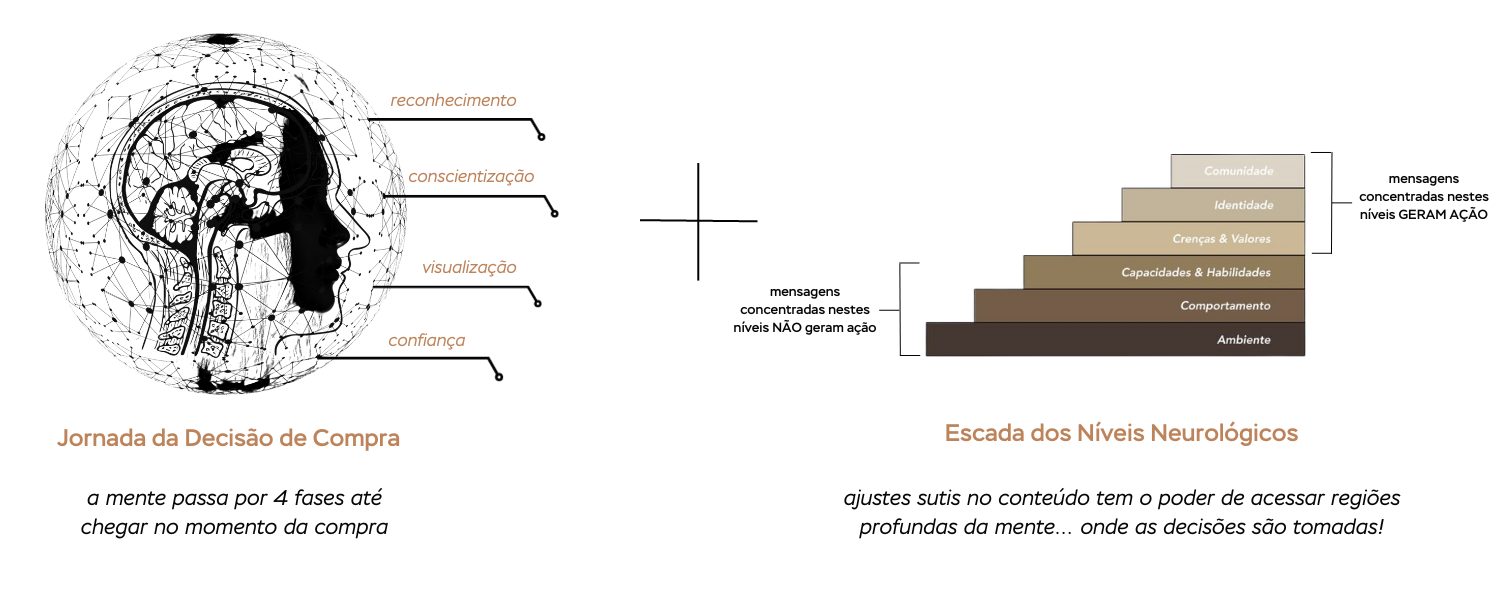 reconhecimento
conscientização
visualização
confiança
Jornada da Decisão de Compra
a mente passa por 4 fases até
chegar no momento da compra
Comunidade
Identidade
Crenças & Valores
Capacidades & Habilidades
Comportamento
Ambiente
mensagens
concentradas nestes
níveis GERAM AÇÃO
mensagens
concentradas nestes
níveis NÃO geram ação
Escada dos Níveis Neurológicos
ajustes sutis no conteúdo tem o poder de acessar regiões
profundas da mente... onde as decisões são tomadas!